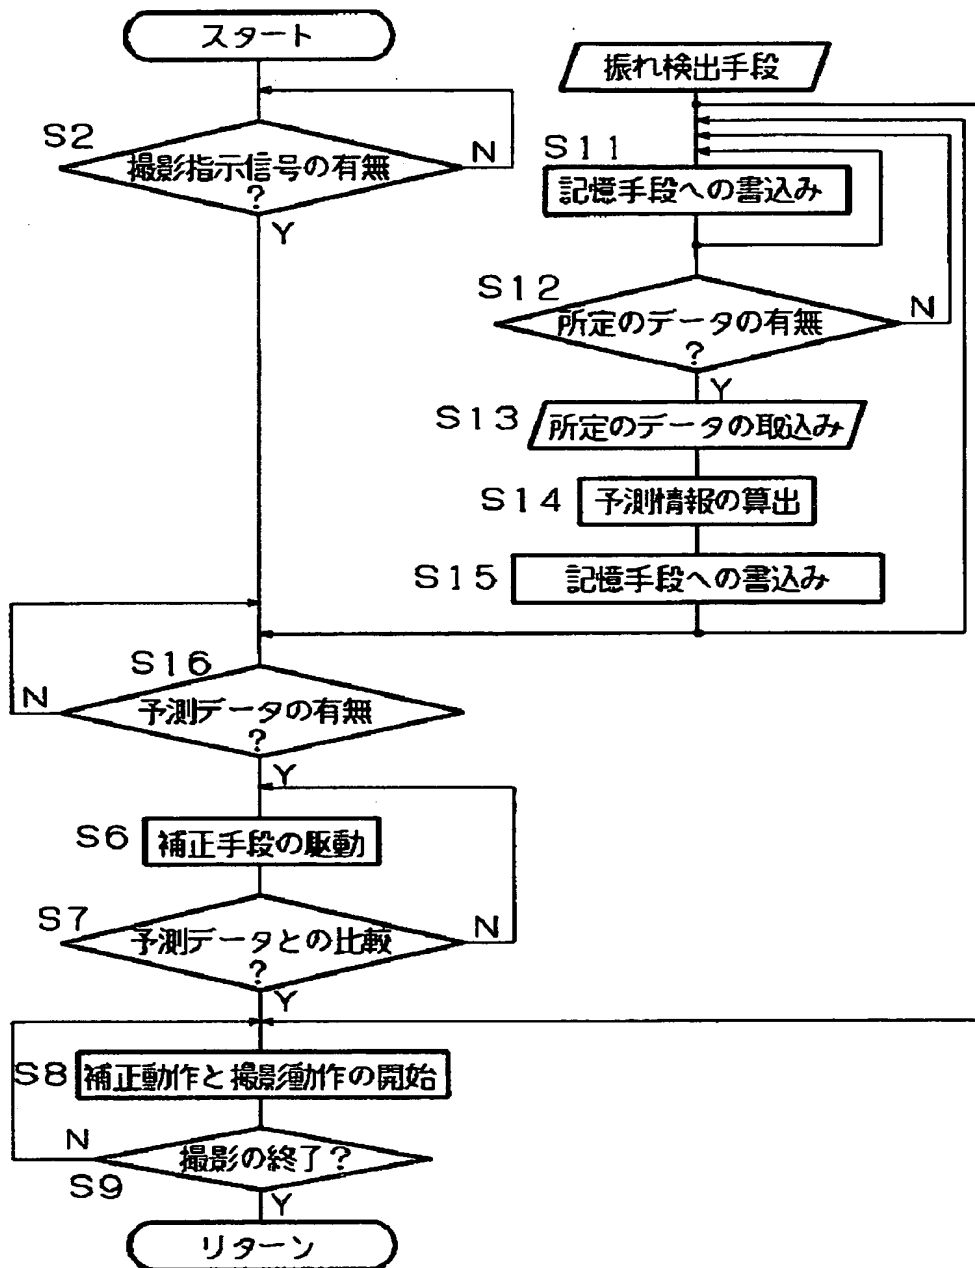 スタート
振れ検出手段
S2
撮影指示信号の有無
?
N
Y
S11
記憶手段への書込み
S12
所定のデータの有無
?
N
Y
S13
所定のデータの取込み
S14
予測情報の算出
S15
記憶手段への書込み
S16
予測データの有無
?
N
Y
S6
補正手段の駆動
S7
予測データとの比較
?
N
Y
S8
補正動作と撮影動作の開始
N
撮影の終了?
S9
Y
リターン